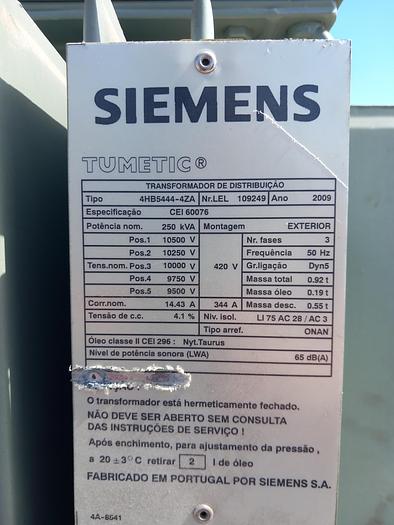 SIEMENS
TUMETIC®
TRANSFORMADOR DE DISTRIBUIÇÃO
Tipo 4HB5444-4ZA Nr.LEL 109249 Ano 2009
Especificação CEI 60076
Potência nom. 250 kVA Montagem EXTERIOR
Pos.1 10500 V Nr. fases 3
Pos.2 10250 V Frequência 50 Hz
Tens.nom. Pos.3 10000 V 420 V Gr.ligação Dyn5
Pos.4 9750 V Massa total 0.92 t
Pos.5 9500 V Massa óleo 0.19 t
Corr.nom. 14.43 A 344 A Massa desc. 0.55 t
Tensão de c.c. 4.1 % Nív. isol. LI 75 AC 28 / AC 3
Tipo arref. ONAN
Óleo classe II CEI 296 : Nyt.Taurus
Nível de potência sonora (LWA) 65 dB(A)
O transformador está hermeticamente fechado.
NÃO DEVE SER ABERTO SEM CONSULTA
DAS INSTRUÇÕES DE SERVIÇO !
Após enchimento, para ajustamento da pressão ,
a 20 ± 3°C retirar 2 l de óleo
FABRICADO EM PORTUGAL POR SIEMENS S.A.
4A-8541